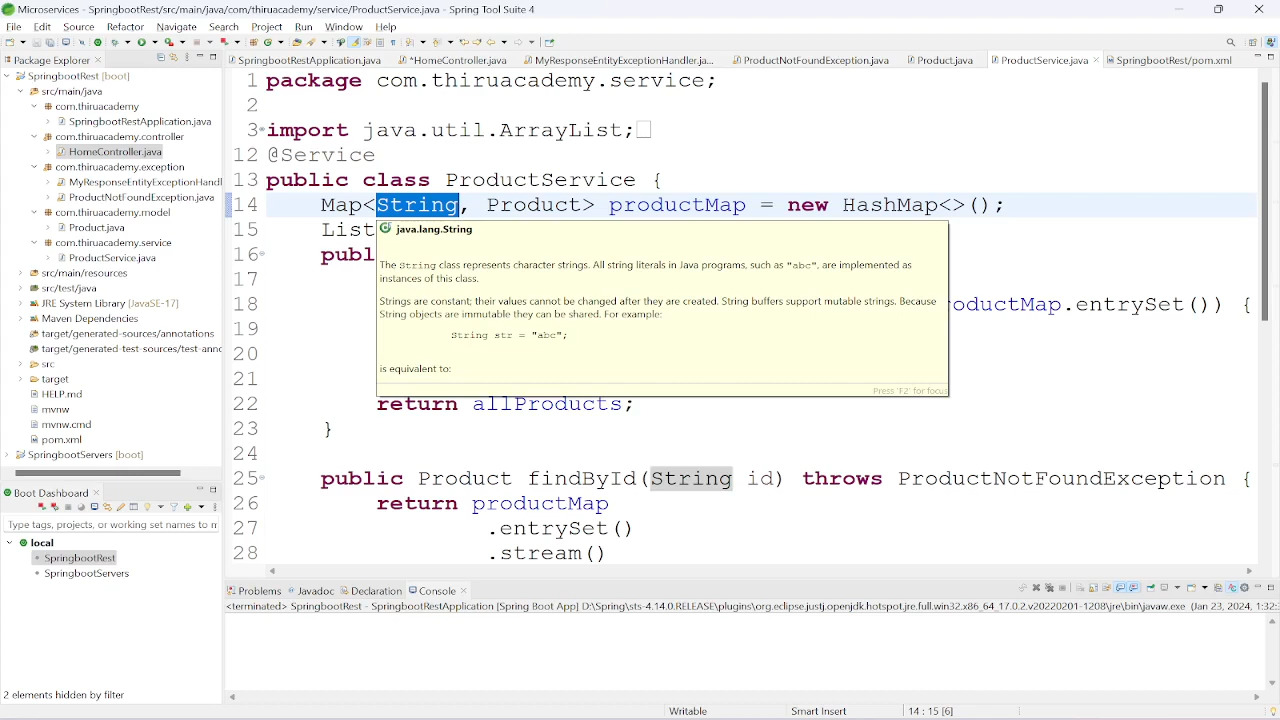 Microservices - SpringbootRest/src/main/java/com/thiruacademy/service/ProductService.java - Spring Tool Suite 4
File Edit Source Refactor Navigate Search Project Run Window Help
Package Explorer
SpringbootRest [boot]
src/main/java
com.thiruacademy
SpringbootRestApplication.java
com.thiruacademy.controller
HomeController.java
com.thiruacademy.exception
MyResponseEntityExceptionHandl
ProductNotFoundException.java
com.thiruacademy.model
Product.java
com.thiruacademy.service
ProductService.java
src/main/resources
src/test/java
JRE System Library [JavaSE-17]
Maven Dependencies
target/generated-sources/annotations
target/generated-test-sources/test-anno
src
target
HELP.md
mvnw
mvnw.cmd
pom.xml
SpringbootServers [boot]
Boot Dashboard
Type tags, projects, or working set names to m
local
SpringbootRest
SpringbootServers
2 elements hidden by filter
SpringbootRestApplication.java *HomeController.java MyResponseEntityExceptionHandler.ja... ProductNotFoundException.java Product.java ProductService.java SpringbootRest/pom.xml
1 package com.thiruacademy.service;
2
3 import java.util.ArrayList;
12 @Service
13 public class ProductService {
14 Map<String, Product> productMap = new HashMap<>();
15 List
16 publ
17
18 roductMap.entrySet()) {
19
20
21
22 return allProducts;
23 }
24
25 public Product findById(String id) throws ProductNotFoundException {
26 return productMap
27 .entrySet()
28 .stream()
java.lang.String
The String class represents character strings. All string literals in Java programs, such as "abc", are implemented as
instances of this class.
Strings are constant; their values cannot be changed after they are created. String buffers support mutable strings. Because
String objects are immutable they can be shared. For example:
String str = "abc";
is equivalent to:
Press 'F2' for focus
Problems Javadoc Declaration Console
<terminated> SpringbootRest - SpringbootRestApplication [Spring Boot App] D:\Spring\sts-4.14.0.RELEASE\plugins\org.eclipse.justj.openjdk.hotspot.jre.full.win32.x86_64_17.0.2.v20220201-1208\jre\bin\javaw.exe (Jan 23, 2024, 1:32:
Writable Smart Insert 14 : 15 [6]